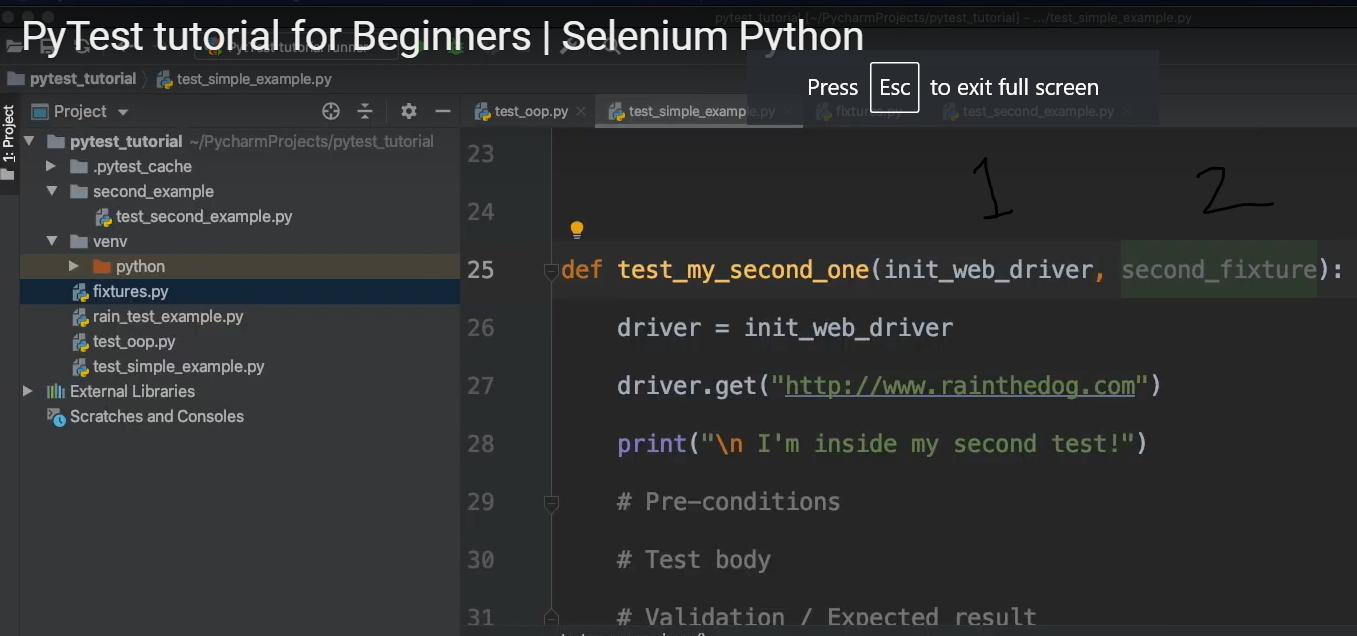 pytest_tutorial [~/PycharmProjects/pytest_tutorial] - .../test_simple_example.py
PyTest tutorial for Beginners | Selenium Python
Press Esc to exit full screen
pytest_tutorial test_simple_example.py
1: Project
Project
test_oop.py test_simple_example.py fixtures.py test_second_example.py
pytest_tutorial ~/PycharmProjects/pytest_tutorial
.pytest_cache
second_example
test_second_example.py
venv
python
fixtures.py
rain_test_example.py
test_oop.py
test_simple_example.py
External Libraries
Scratches and Consoles
23
1 2
24
25 def test_my_second_one(init_web_driver, second_fixture):
26 driver = init_web_driver
27 driver.get("http://www.rainthedog.com")
28 print("\n I'm inside my second test!")
29 # Pre-conditions
30 # Test body
31 # Validation / Expected result